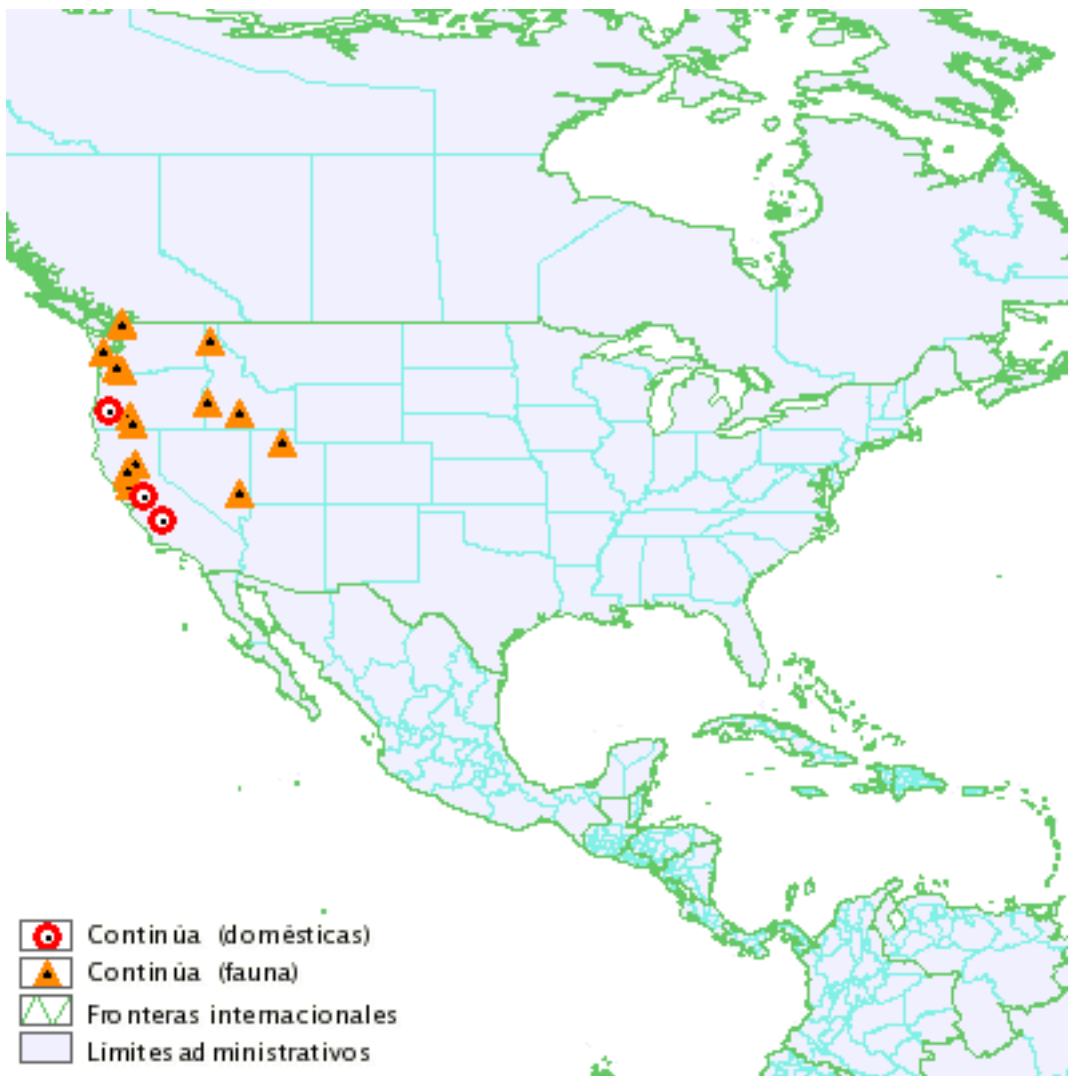 Continúa (domésticas)
Continúa (fauna)
Fronteras internacionales
Límites administrativos